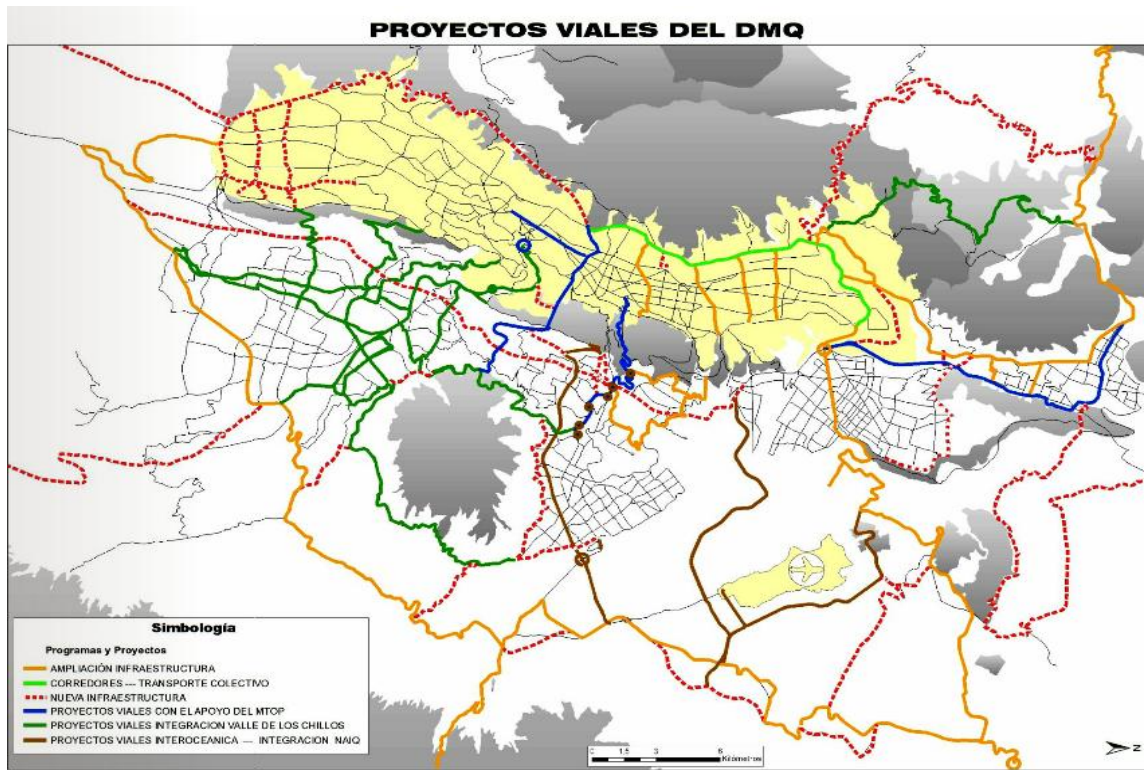 PROYECTOS VIALES DEL DMQ
Simbología
Programas y Proyectos
AMPLIACIÓN INFRAESTRUCTURA
CORREDORES --- TRANSPORTE COLECTIVO
NUEVA INFRAESTRUCTURA
PROYECTOS VIALES CON EL APOYO DEL MTOP
PROYECTOS VIALES INTEGRACION VALLE DE LOS CHILLOS
PROYECTOS VIALES INTEROCEANICA --- INTEGRACION NAIQ
0 1,5 3 6
Kilómetros
Z